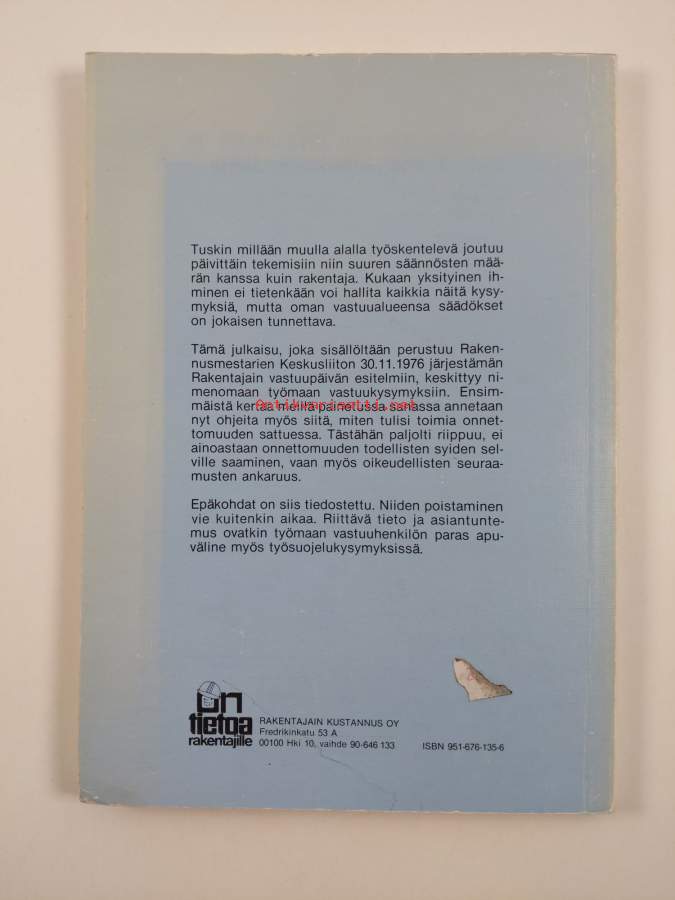 Tuskin millään muulla alalla työskentelevä joutuu
päivittäin tekemisiin niin suuren säännösten mää-
rän kanssa kuin rakentaja. Kukaan yksityinen ih-
minen ei tietenkään voi hallita kaikkia näitä kysy-
myksiä, mutta oman vastuualueensa säädökset
on jokaisen tunnettava.
Tämä julkaisu, joka sisällöltään perustuu Raken-
nusmestarien Keskusliiton 30.11.1976 järjestämän
Rakentajain vastuupäivän esitelmiin, keskittyy ni-
menomaan työmaan vastuukysymyksiin. Ensim-
mäistä kertaa meillä painetussa sanassa annetaan
Antikvariaatti.net
nyt ohjeita myös siitä, miten tulisi toimia onnet-
tomuuden sattuessa. Tästähän paljolti riippuu, ei
ainoastaan onnettomuuden todellisten syiden sel-
ville saaminen, vaan myös oikeudellisten seuraa-
musten ankaruus.
Epäkohdat on siis tiedostettu. Niiden poistaminen
vie kuitenkin aikaa. Riittävä tieto ja asiantunte-
mus ovatkin työmaan vastuuhenkilön paras apu-
väline myös työsuojelukysymyksissä.
on
tietoa
rakentajille
RAKENTAJAIN KUSTANNUS OY
Fredrikinkatu 53 A
00100 Hki 10, vaihde 90-646 133
ISBN 951-676-135-6